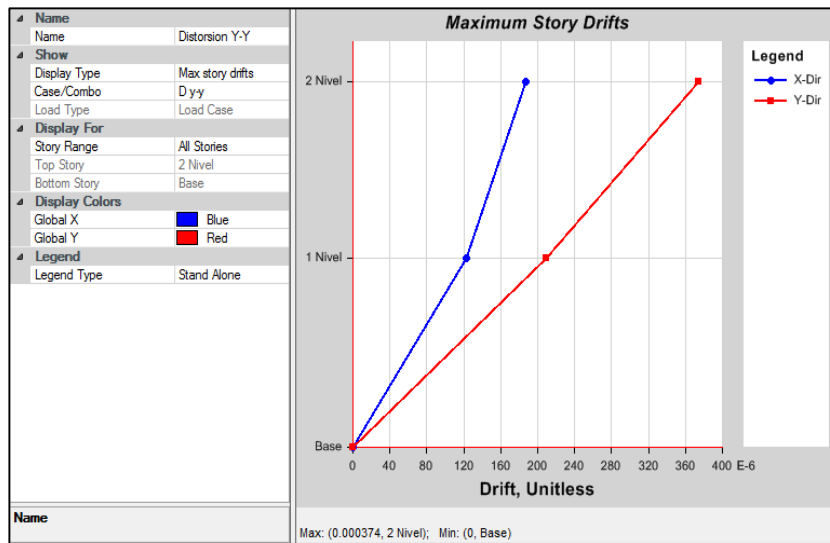 Name
Name Distorsion Y-Y
Show
Display Type Max story drifts
Case/Combo D y-y
Load Type Load Case
Display For
Story Range All Stories
Top Story 2 Nivel
Bottom Story Base
Display Colors
Global X Blue
Global Y Red
Legend
Legend Type Stand Alone
Name
Maximum Story Drifts
2 Nivel
1 Nivel
Base
0 40 80 120 160 200 240 280 320 360 400 E-6
Drift, Unitless
Legend
X-Dir
Y-Dir
Max: (0.000374, 2 Nivel); Min: (0, Base)